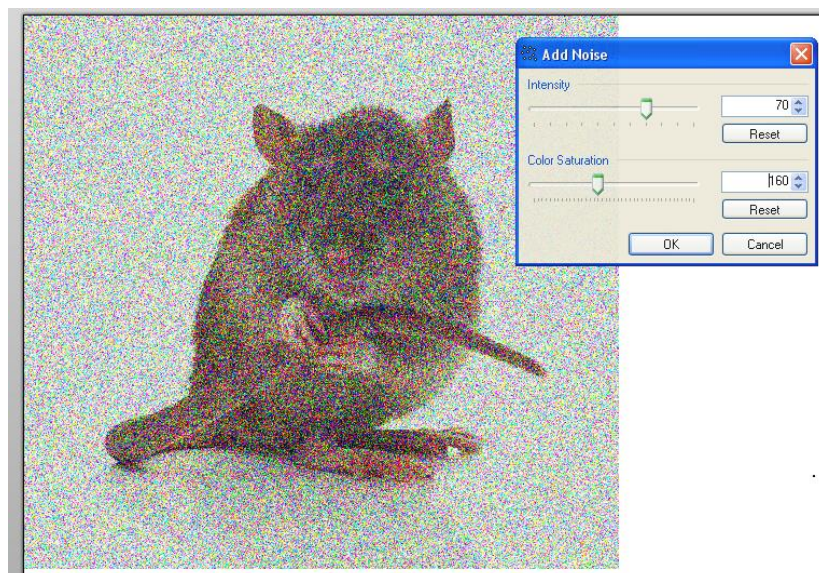 Add Noise
Intensity
70
Reset
Color Saturation
160
Reset
OK
Cancel